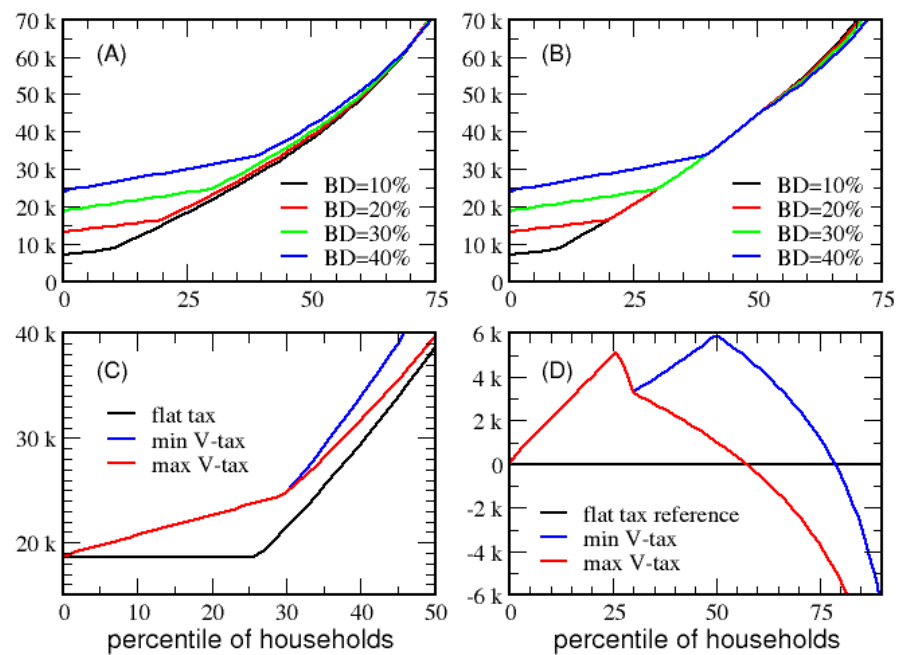 70 k
60 k
50 k
40 k
30 k
20 k
10 k
0
(A)
BD=10%
BD=20%
BD=30%
BD=40%
0 25 50 75
70 k
60 k
50 k
40 k
30 k
20 k
10 k
0
(B)
BD=10%
BD=20%
BD=30%
BD=40%
0 25 50 75
40 k
30 k
20 k
(C)
flat tax
min V-tax
max V-tax
0 10 20 30 40 50
percentile of households
6 k
4 k
2 k
0
-2 k
-4 k
-6 k
(D)
flat tax reference
min V-tax
max V-tax
0 25 50 75
percentile of households